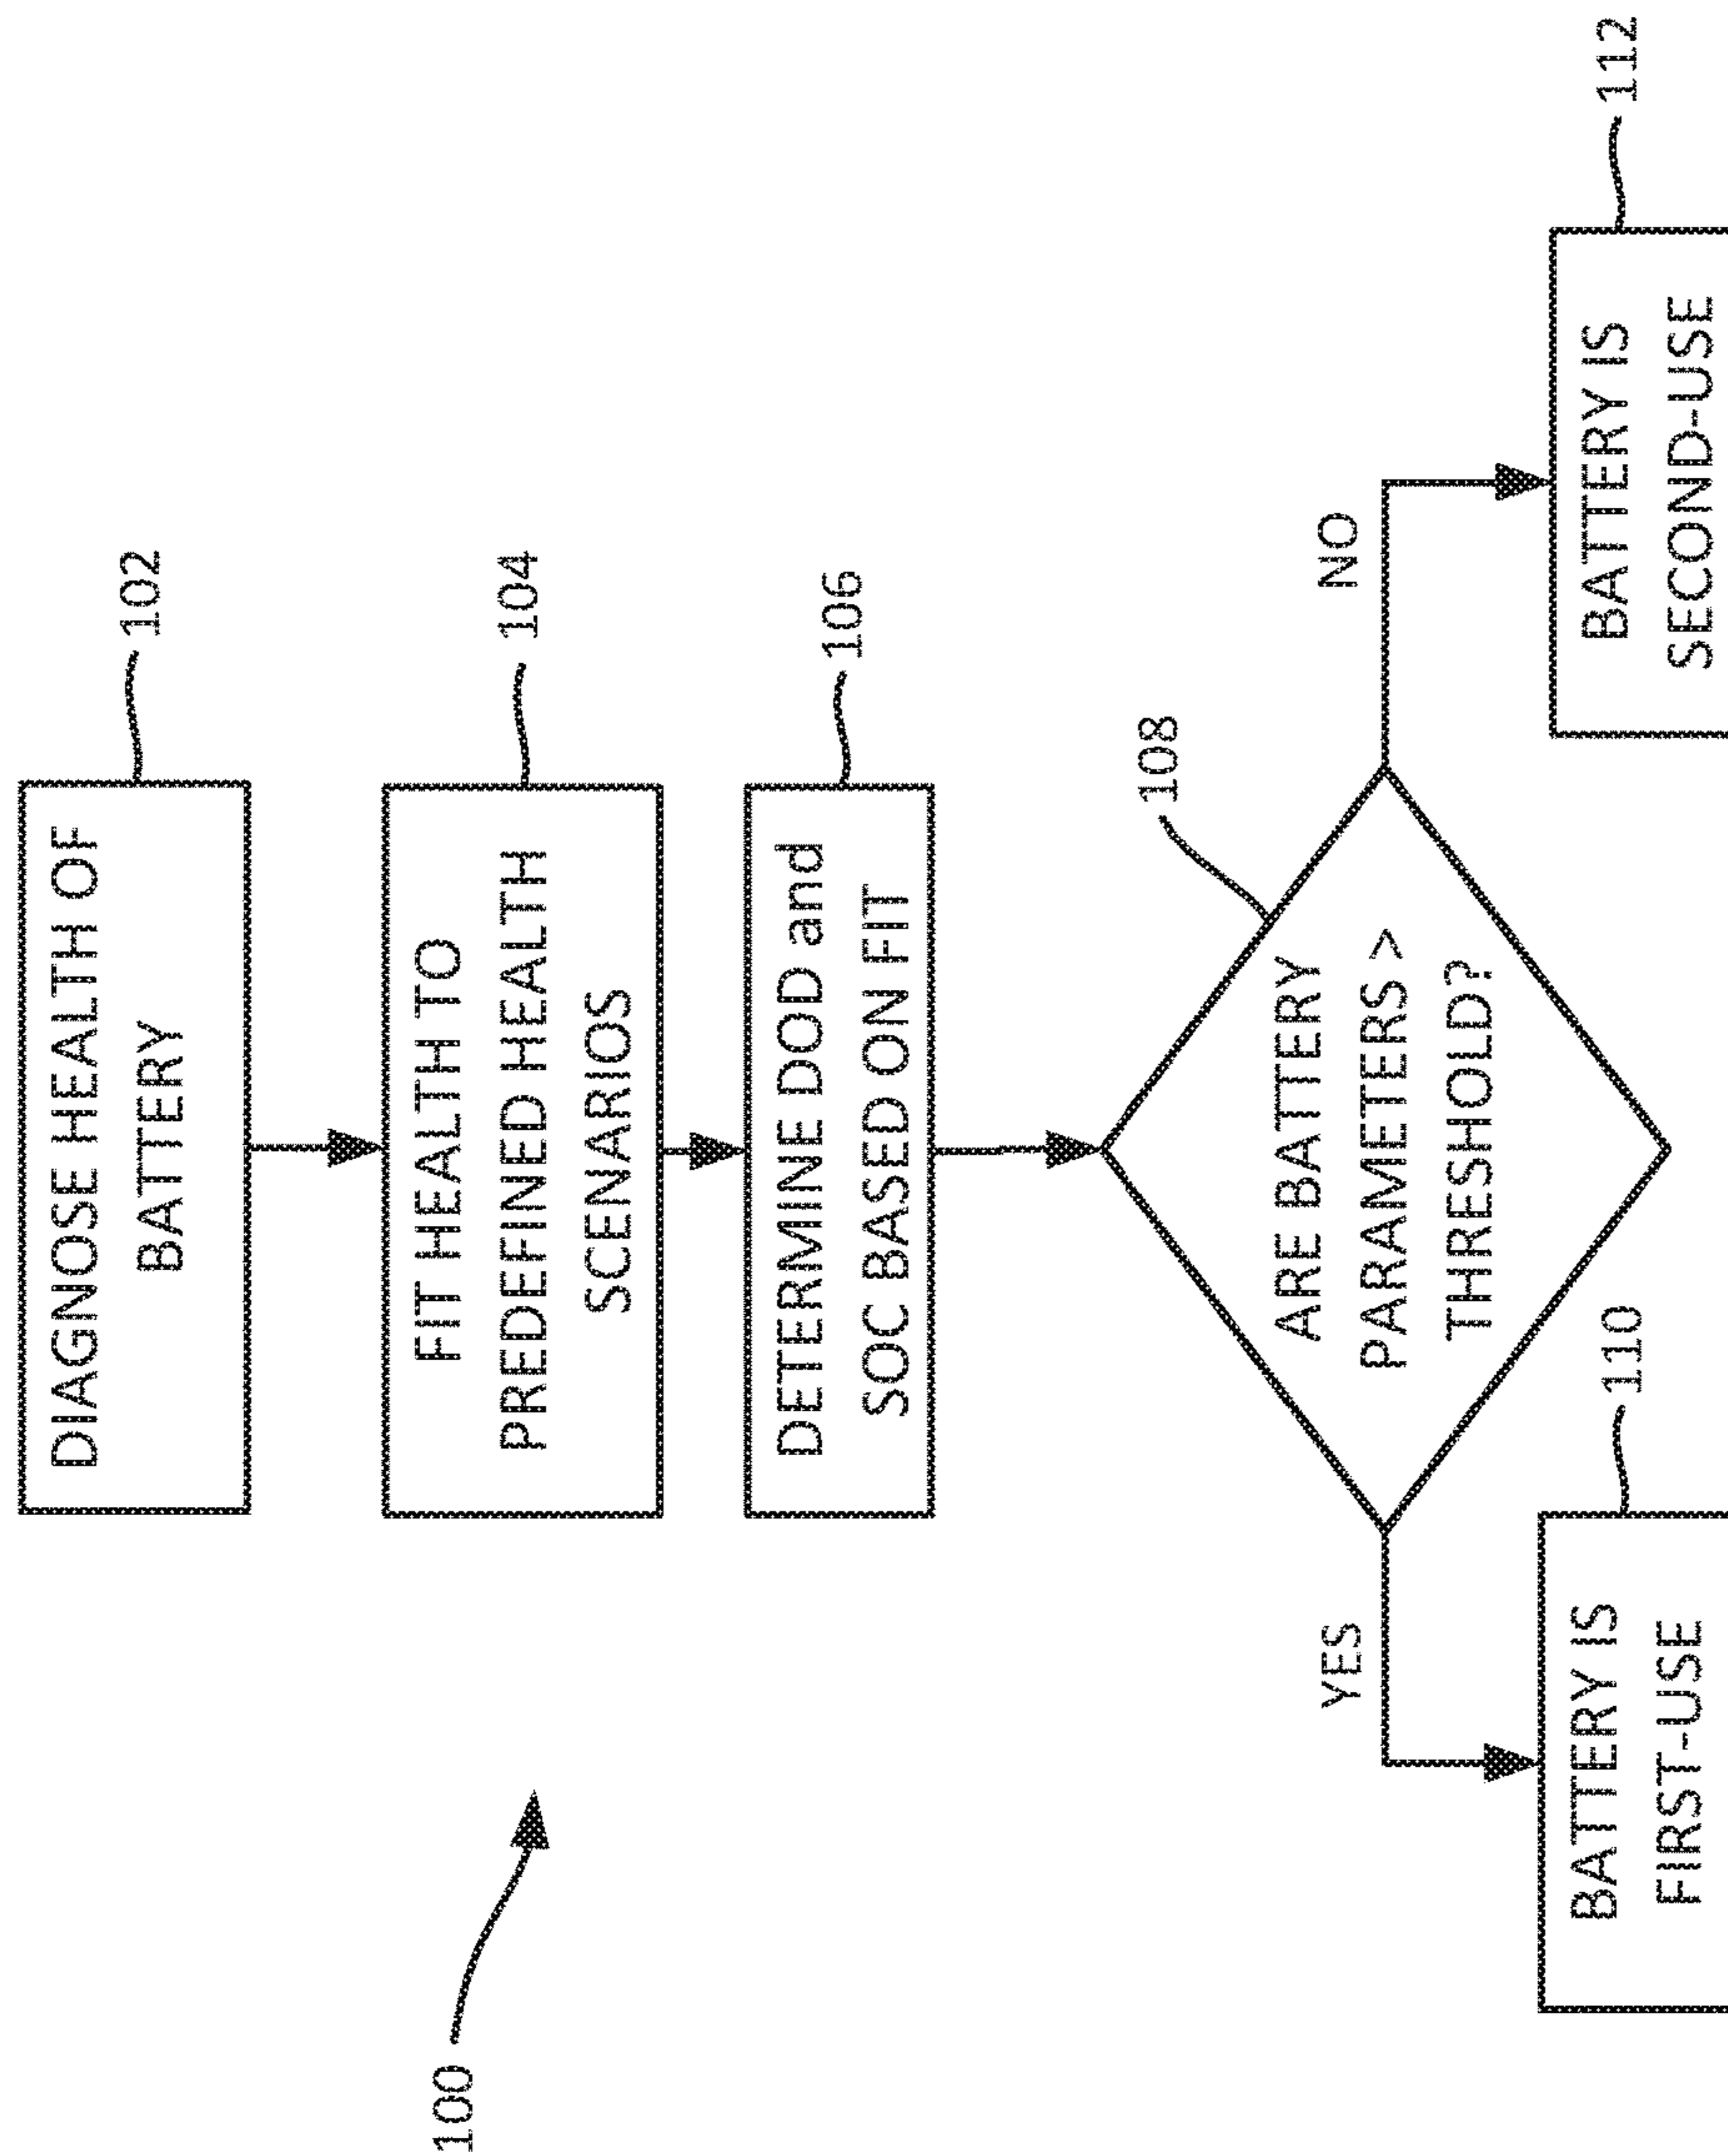 100
DIAGNOSE HEALTH OF
BATTERY
102
FIT HEALTH TO
PREDEFINED HEALTH
SCENARIOS
104
DETERMINE DOD and
SOC BASED ON FIT
106
108
ARE BATTERY
PARAMETERS >
THRESHOLD?
YES
NO
110
BATTERY IS
FIRST-USE
112
BATTERY IS
SECOND-USE